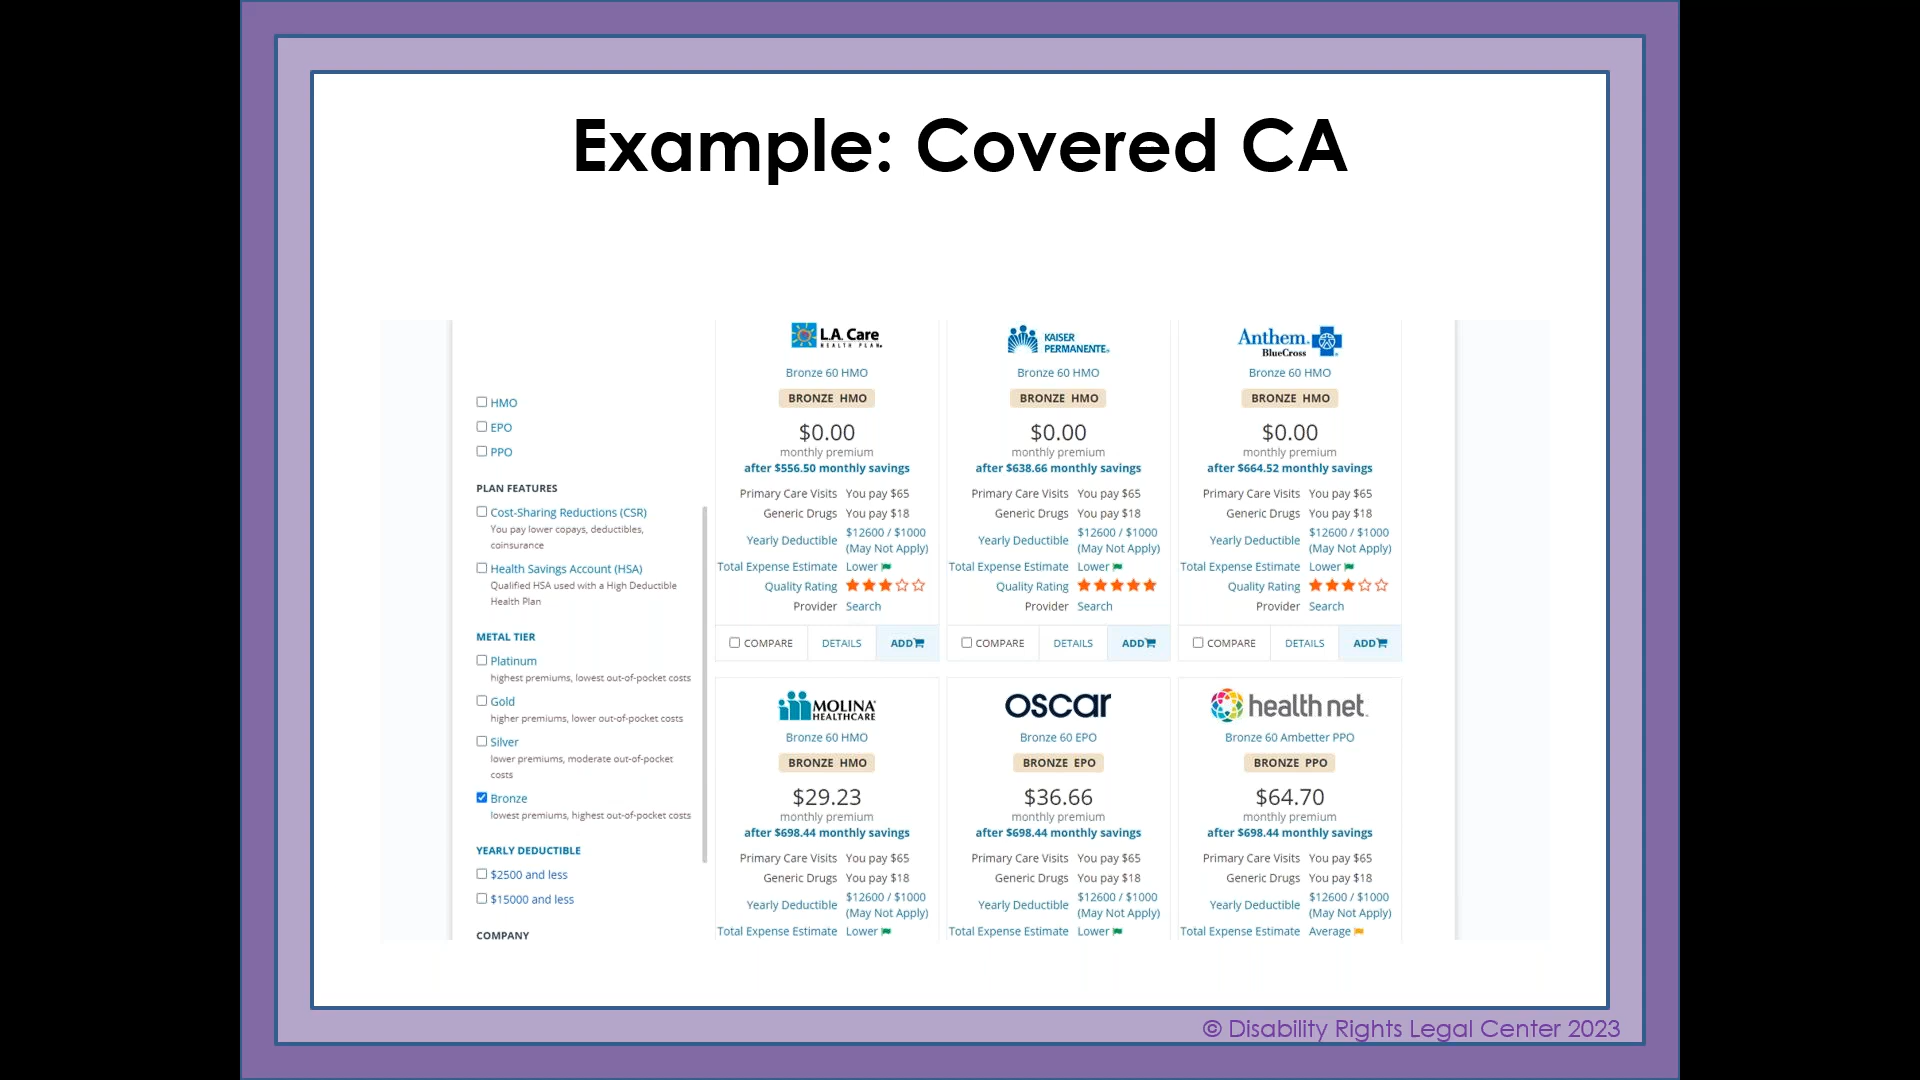 Example: Covered CA
HMO
EPO
PPO
PLAN FEATURES
Cost-Sharing Reductions (CSR)
You pay lower copays, deductibles,
coinsurance
Health Savings Account (HSA)
Qualified HSA used with a High Deductible
Health Plan
METAL TIER
Platinum
highest premiums, lowest out-of-pocket costs
Gold
higher premiums, lower out-of-pocket costs
Silver
lower premiums, moderate out-of-pocket
costs
Bronze
lowest premiums, highest out-of-pocket costs
YEARLY DEDUCTIBLE
$2500 and less
$15000 and less
COMPANY
L.A. Care
HEALTH PLAN
Bronze 60 HMO
BRONZE HMO
$0.00
monthly premium
after $556.50 monthly savings
Primary Care Visits You pay $65
Generic Drugs You pay $18
Yearly Deductible $12600 / $1000
(May Not Apply)
Total Expense Estimate Lower
Quality Rating
Provider Search
COMPARE DETAILS ADD
KAISER
PERMANENTE®
Bronze 60 HMO
BRONZE HMO
$0.00
monthly premium
after $638.66 monthly savings
Primary Care Visits You pay $65
Generic Drugs You pay $18
Yearly Deductible $12600 / $1000
(May Not Apply)
Total Expense Estimate Lower
Quality Rating
Provider Search
COMPARE DETAILS ADD
Anthem.
BlueCross
Bronze 60 HMO
BRONZE HMO
$0.00
monthly premium
after $664.52 monthly savings
Primary Care Visits You pay $65
Generic Drugs You pay $18
Yearly Deductible $12600 / $1000
(May Not Apply)
Total Expense Estimate Lower
Quality Rating
Provider Search
COMPARE DETAILS ADD
MOLINA
HEALTHCARE
Bronze 60 HMO
BRONZE HMO
$29.23
monthly premium
after $698.44 monthly savings
Primary Care Visits You pay $65
Generic Drugs You pay $18
Yearly Deductible $12600 / $1000
(May Not Apply)
Total Expense Estimate Lower
oscar
Bronze 60 EPO
BRONZE EPO
$36.66
monthly premium
after $698.44 monthly savings
Primary Care Visits You pay $65
Generic Drugs You pay $18
Yearly Deductible $12600 / $1000
(May Not Apply)
Total Expense Estimate Lower
health net.
Bronze 60 Ambetter PPO
BRONZE PPO
$64.70
monthly premium
after $698.44 monthly savings
Primary Care Visits You pay $65
Generic Drugs You pay $18
Yearly Deductible $12600 / $1000
(May Not Apply)
Total Expense Estimate Average
© Disability Rights Legal Center 2023